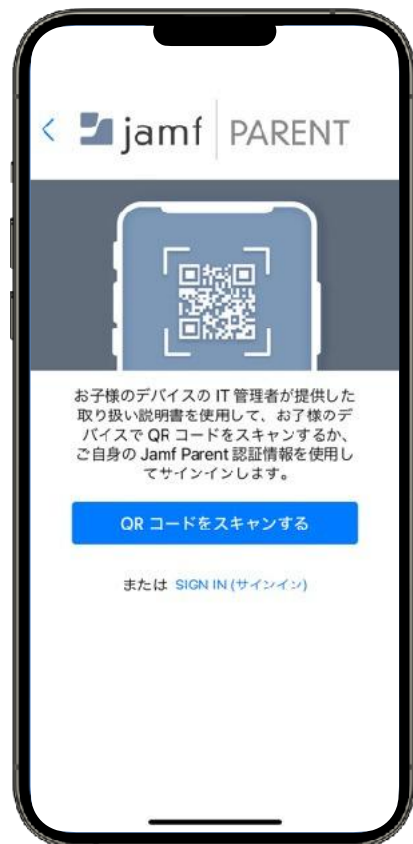 jamf PARENT
お子様のデバイスの IT 管理者が提供した
取り扱い説明書を使用して、お子様のデ
バイスで QR コードをスキャンするか、
ご自身の Jamf Parent 認証情報を使用し
てサインインします。
QR コードをスキャンする
または SIGN IN (サインイン)